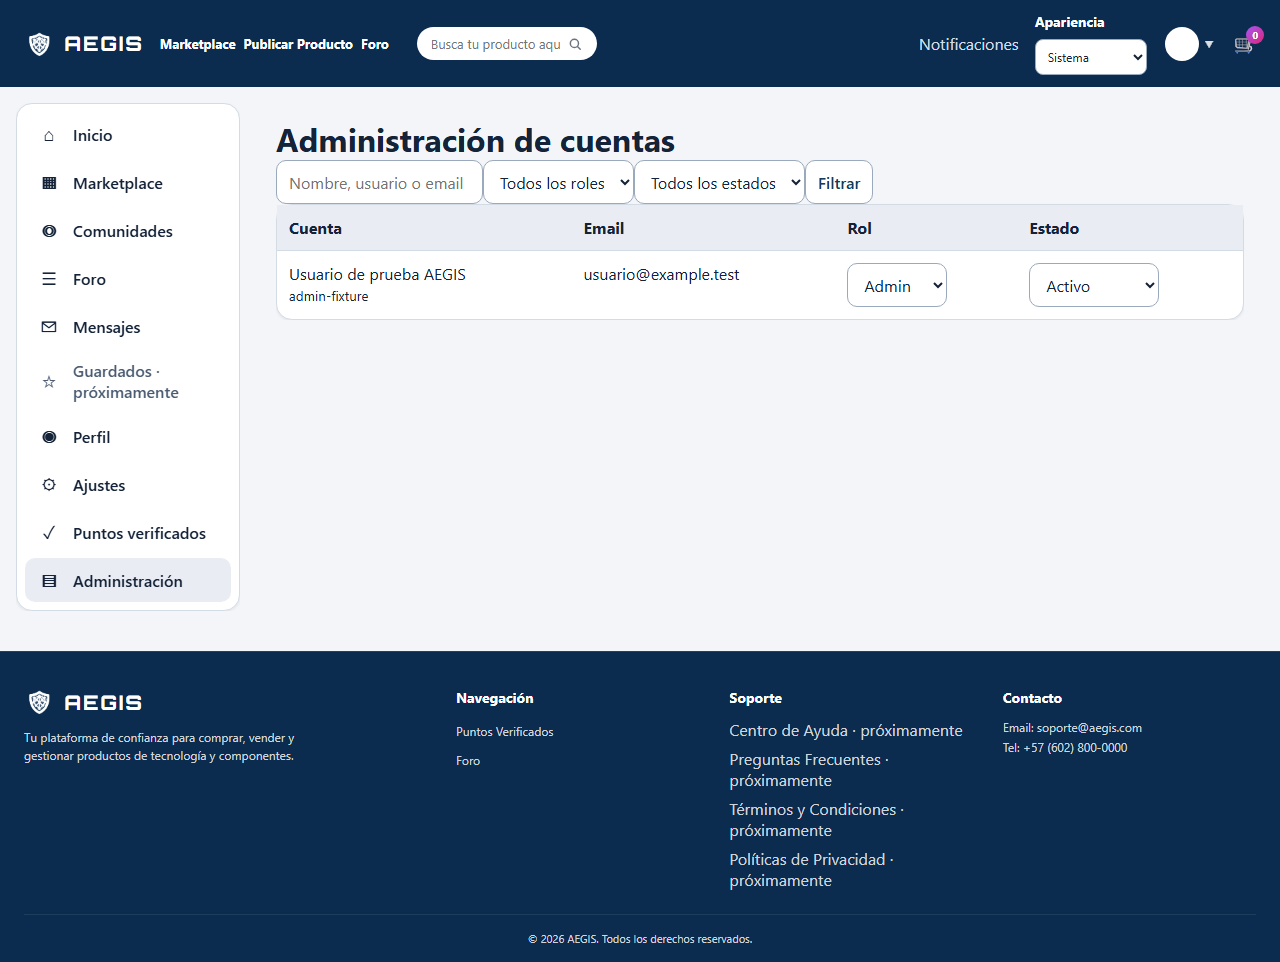 AEGIS
Marketplace Publicar Producto Foro
Busca tu producto aqu
Notificaciones
Apariencia
Sistema
0
Inicio
Marketplace
Comunidades
Foro
Mensajes
Guardados ·
próximamente
Perfil
Ajustes
Puntos verificados
Administración
Administración de cuentas
Nombre, usuario o email
Todos los roles
Todos los estados
Filtrar
Cuenta Email Rol Estado
Usuario de prueba AEGIS usuario@example.test Admin Activo
admin-fixture
AEGIS
Tu plataforma de confianza para comprar, vender y
gestionar productos de tecnología y componentes.
Navegación
Puntos Verificados
Foro
Soporte
Centro de Ayuda · próximamente
Preguntas Frecuentes ·
próximamente
Términos y Condiciones ·
próximamente
Políticas de Privacidad ·
próximamente
Contacto
Email: soporte@aegis.com
Tel: +57 (602) 800-0000
© 2026 AEGIS. Todos los derechos reservados.